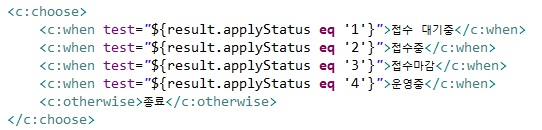 <c:choose>
<c:when test="${result.applyStatus eq '1'}">접수 대기중</c:when>
<c:when test="${result.applyStatus eq '2'}">접수중</c:when>
<c:when test="${result.applyStatus eq '3'}">접수마감</c:when>
<c:when test="${result.applyStatus eq '4'}">운영중</c:when>
<c:otherwise>종료</c:otherwise>
</c:choose>